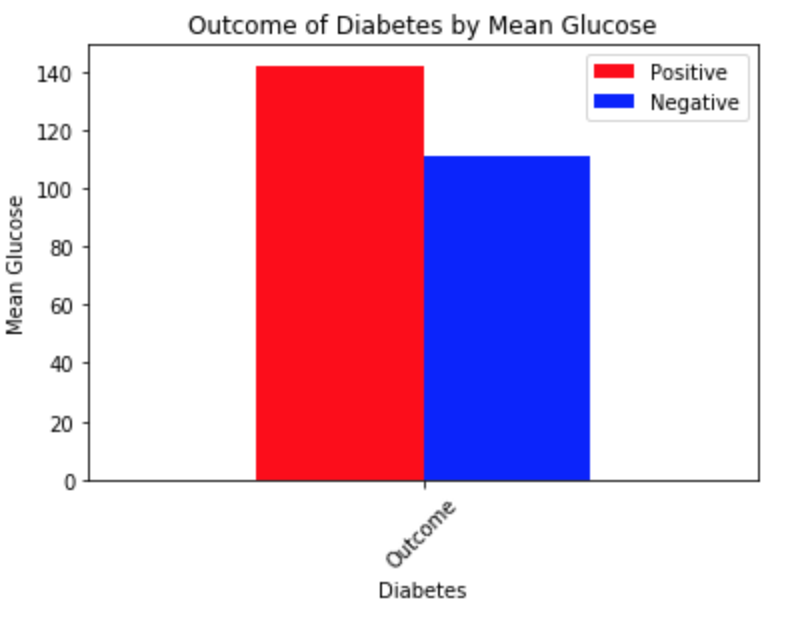 Outcome of Diabetes by Mean Glucose
Positive
Negative
Mean Glucose
140
120
100
80
60
40
20
0
Outcome
Diabetes